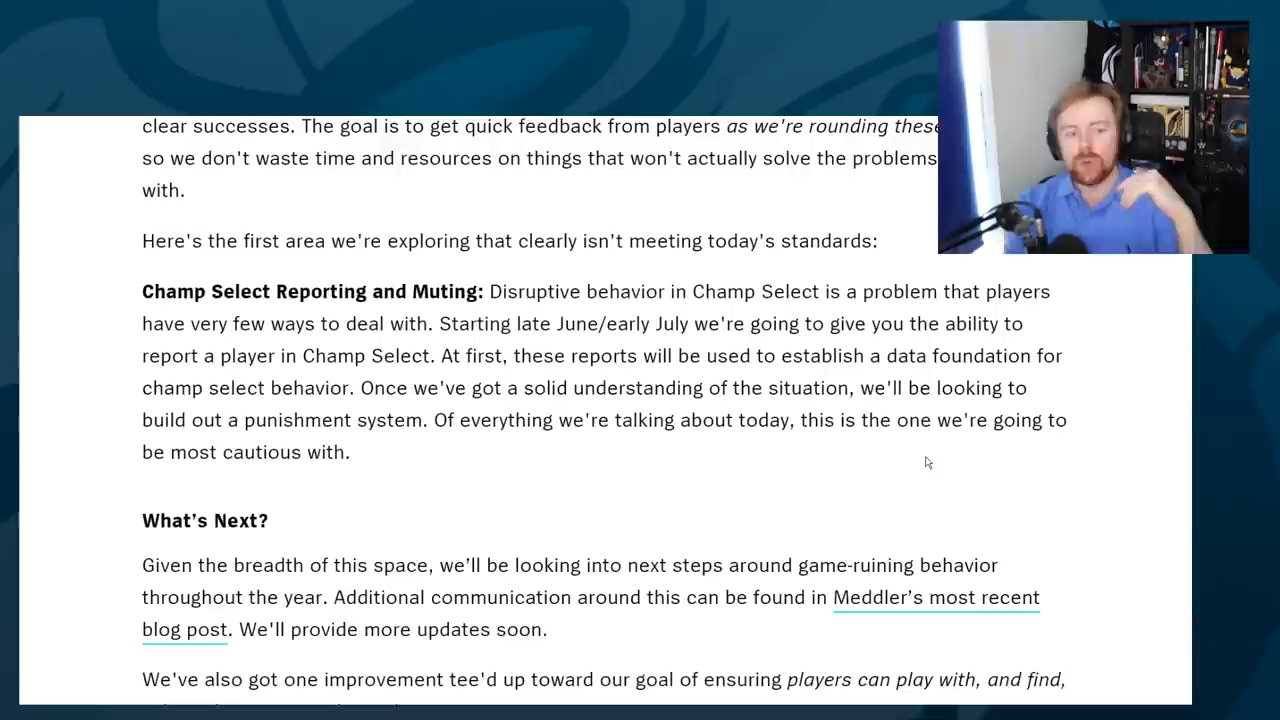 clear successes. The goal is to get quick feedback from players as we're rounding these
so we don't waste time and resources on things that won't actually solve the problems
with.
Here's the first area we're exploring that clearly isn't meeting today's standards:
Champ Select Reporting and Muting: Disruptive behavior in Champ Select is a problem that players
have very few ways to deal with. Starting late June/early July we're going to give you the ability to
report a player in Champ Select. At first, these reports will be used to establish a data foundation for
champ select behavior. Once we've got a solid understanding of the situation, we'll be looking to
build out a punishment system. Of everything we're talking about today, this is the one we're going to
be most cautious with.
What’s Next?
Given the breadth of this space, we’ll be looking into next steps around game-ruining behavior
throughout the year. Additional communication around this can be found in Meddler’s most recent
blog post. We'll provide more updates soon.
We've also got one improvement tee'd up toward our goal of ensuring players can play with, and find,